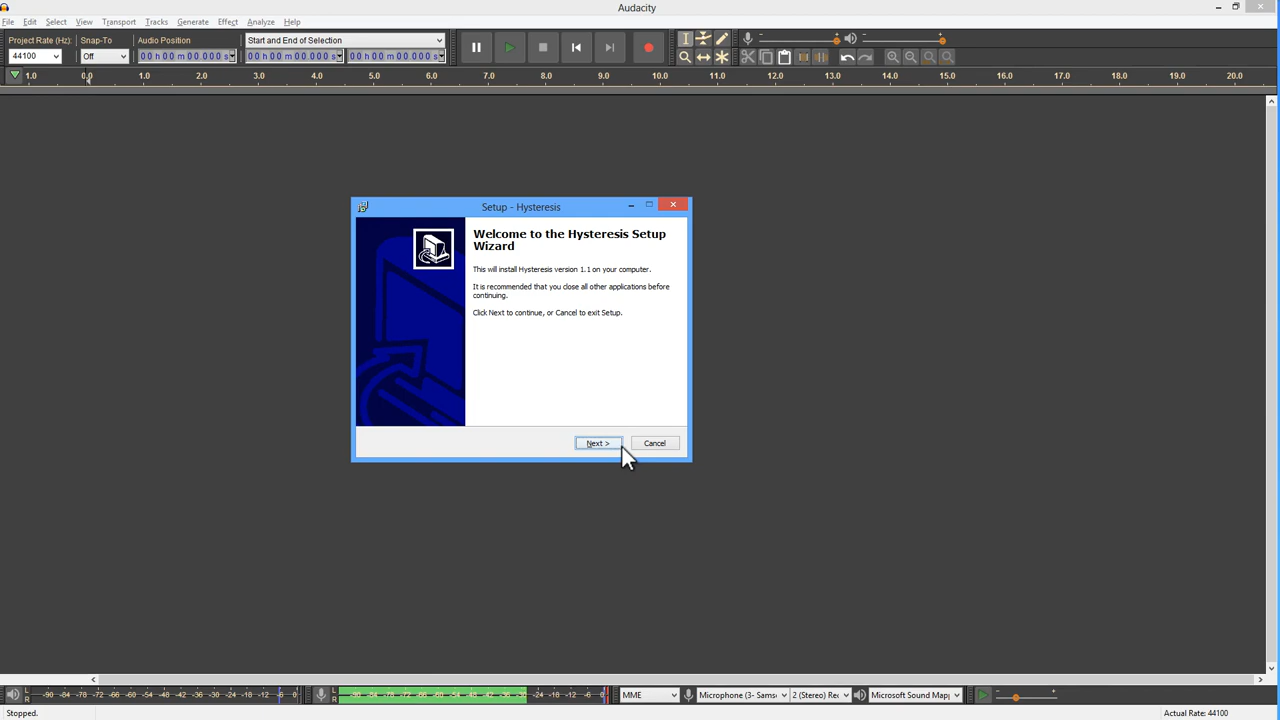 Audacity
File Edit Select View Transport Tracks Generate Effect Analyze Help
Project Rate (Hz): Snap-To Audio Position Start and End of Selection
44100 Off 00 h 00 m 00.000 s 00 h 00 m 00.000 s 00 h 00 m 00.000 s
1.0 0.0 1.0 2.0 3.0 4.0 5.0 6.0 7.0 8.0 9.0 10.0 11.0 12.0 13.0 14.0 15.0 16.0 17.0 18.0 19.0 20.0
Setup - Hysteresis
Welcome to the Hysteresis Setup
Wizard
This will install Hysteresis version 1.1 on your computer.
It is recommended that you close all other applications before
continuing.
Click Next to continue, or Cancel to exit Setup.
Next > Cancel
L
R
-90 -84 -78 -72 -66 -60 -54 -48 -42 -36 -30 -24 -18 -12 -6 0
L
R
-24 -18 -12 -6 0
MME Microphone (3- Sams 2 (Stereo) Rec Microsoft Sound Mapp
Stopped. Actual Rate: 44100